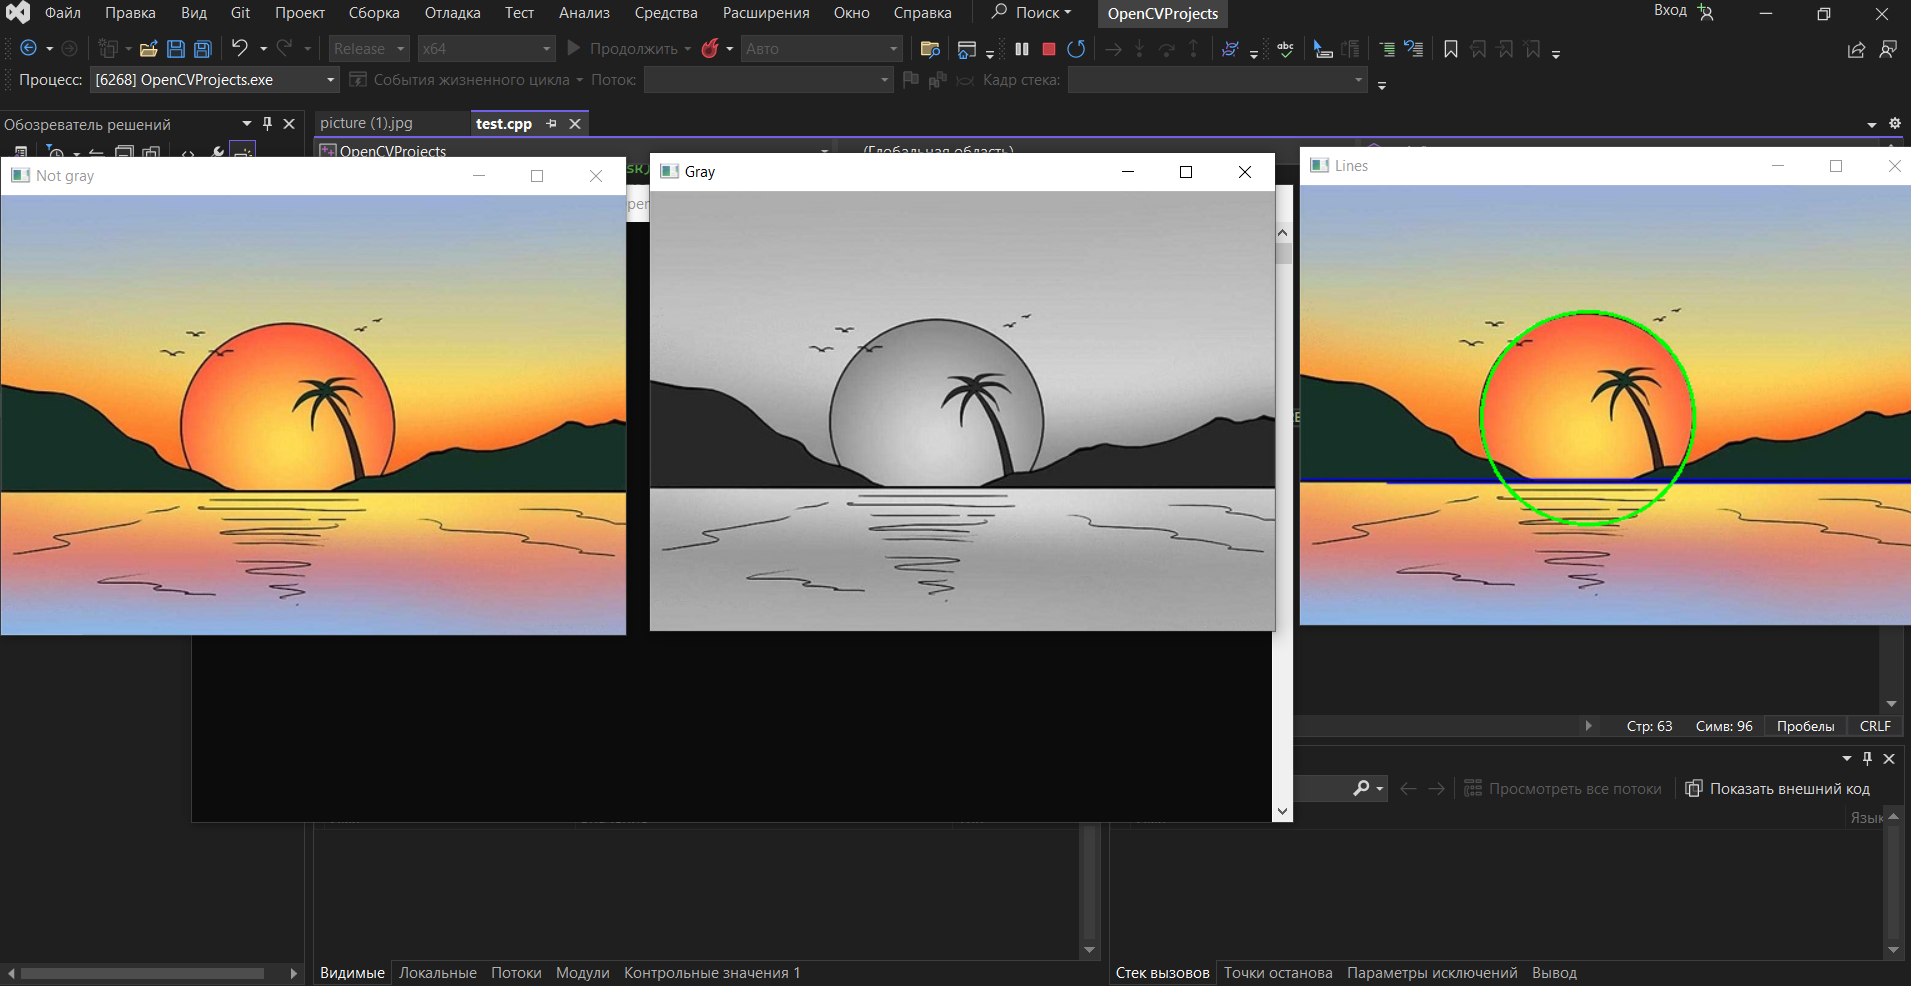 Файл Правка Вид Git Проект Сборка Отладка Тест Анализ Средства Расширения Окно Справка Поиск OpenCVProjects Вход
Release x64 Продолжить Авто abc
Процесс: [6268] OpenCVProjects.exe События жизненного цикла Поток: Кадр стека:
Обозреватель решений picture (1).jpg test.cpp
OpenCVProjects (Глобальная область)
Not gray
Gray
Lines
Стр: 63 Симв: 96 Пробелы CRLF
Просмотреть все потоки Показать внешний код
Язык
Видимые Локальные Потоки Модули Контрольные значения 1
Стек вызовов Точки останова Параметры исключений Вывод